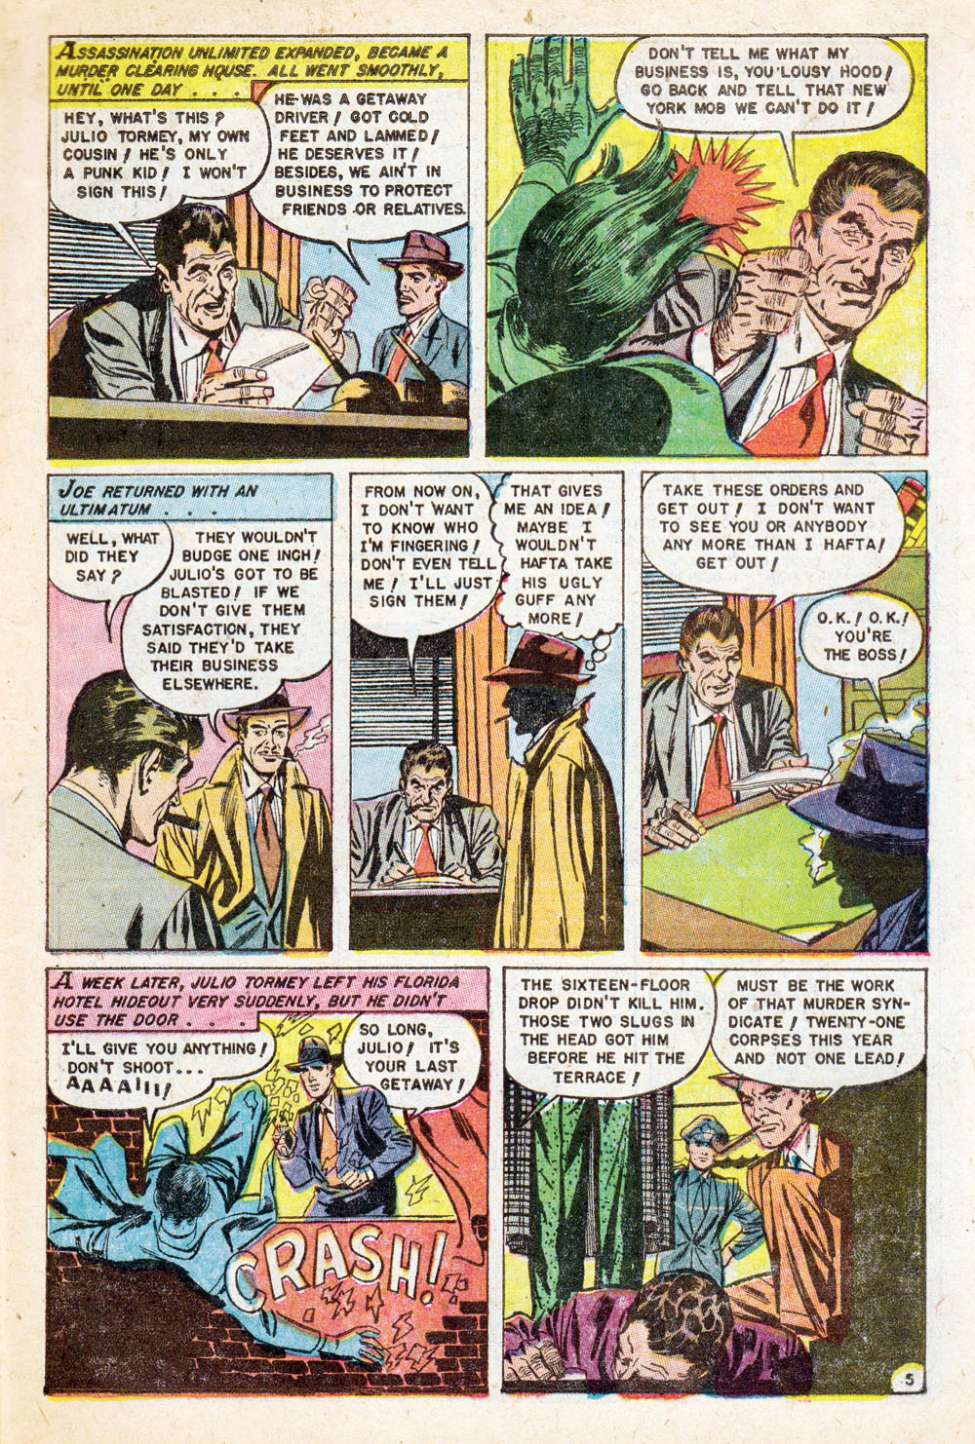 ASSASSINATION UNLIMITED EXPANDED, BECAME A
MURDER CLEARING HOUSE. ALL WENT SMOOTHLY,
UNTIL ONE DAY . . .
HEY, WHAT'S THIS?
JULIO TORMEY, MY OWN
COUSIN! HE'S ONLY
A PUNK KID! I WON'T
SIGN THIS!
HE WAS A GETAWAY
DRIVER! GOT COLD
FEET AND LAMMED!
HE DESERVES IT!
BESIDES, WE AIN'T IN
BUSINESS TO PROTECT
FRIENDS OR RELATIVES.
DON'T TELL ME WHAT MY
BUSINESS IS, YOU LOUSY HOOD!
GO BACK AND TELL THAT NEW
YORK MOB WE CAN'T DO IT!
JOE RETURNED WITH AN
ULTIMATUM . . .
WELL, WHAT
DID THEY
SAY?
THEY WOULDN'T
BUDGE ONE INCH!
JULIO'S GOT TO BE
BLASTED! IF WE
DON'T GIVE THEM
SATISFACTION, THEY
SAID THEY'D TAKE
THEIR BUSINESS
ELSEWHERE.
FROM NOW ON,
I DON'T WANT
TO KNOW WHO
I'M FINGERING!
DON'T EVEN TELL
ME! I'LL JUST
SIGN THEM!
THAT GIVES
ME AN IDEA!
MAYBE I
WOULDN'T
HAFTA TAKE
HIS UGLY
GUFF ANY
MORE!
TAKE THESE ORDERS AND
GET OUT! I DON'T WANT
TO SEE YOU OR ANYBODY
ANY MORE THAN I HAFTA!
GET OUT!
O.K.! O.K.!
YOU'RE
THE BOSS!
A WEEK LATER, JULIO TORMEY LEFT HIS FLORIDA
HOTEL HIDEOUT VERY SUDDENLY, BUT HE DIDN'T
USE THE DOOR . . .
I'LL GIVE YOU ANYTHING!
DON'T SHOOT...
AAAAIII!
SO LONG,
JULIO! IT'S
YOUR LAST
GETAWAY!
CRASH!
THE SIXTEEN-FLOOR
DROP DIDN'T KILL HIM.
THOSE TWO SLUGS IN
THE HEAD GOT HIM
BEFORE HE HIT THE
TERRACE!
MUST BE THE WORK
OF THAT MURDER SYN-
DICATE! TWENTY-ONE
CORPSES THIS YEAR
AND NOT ONE LEAD!
5